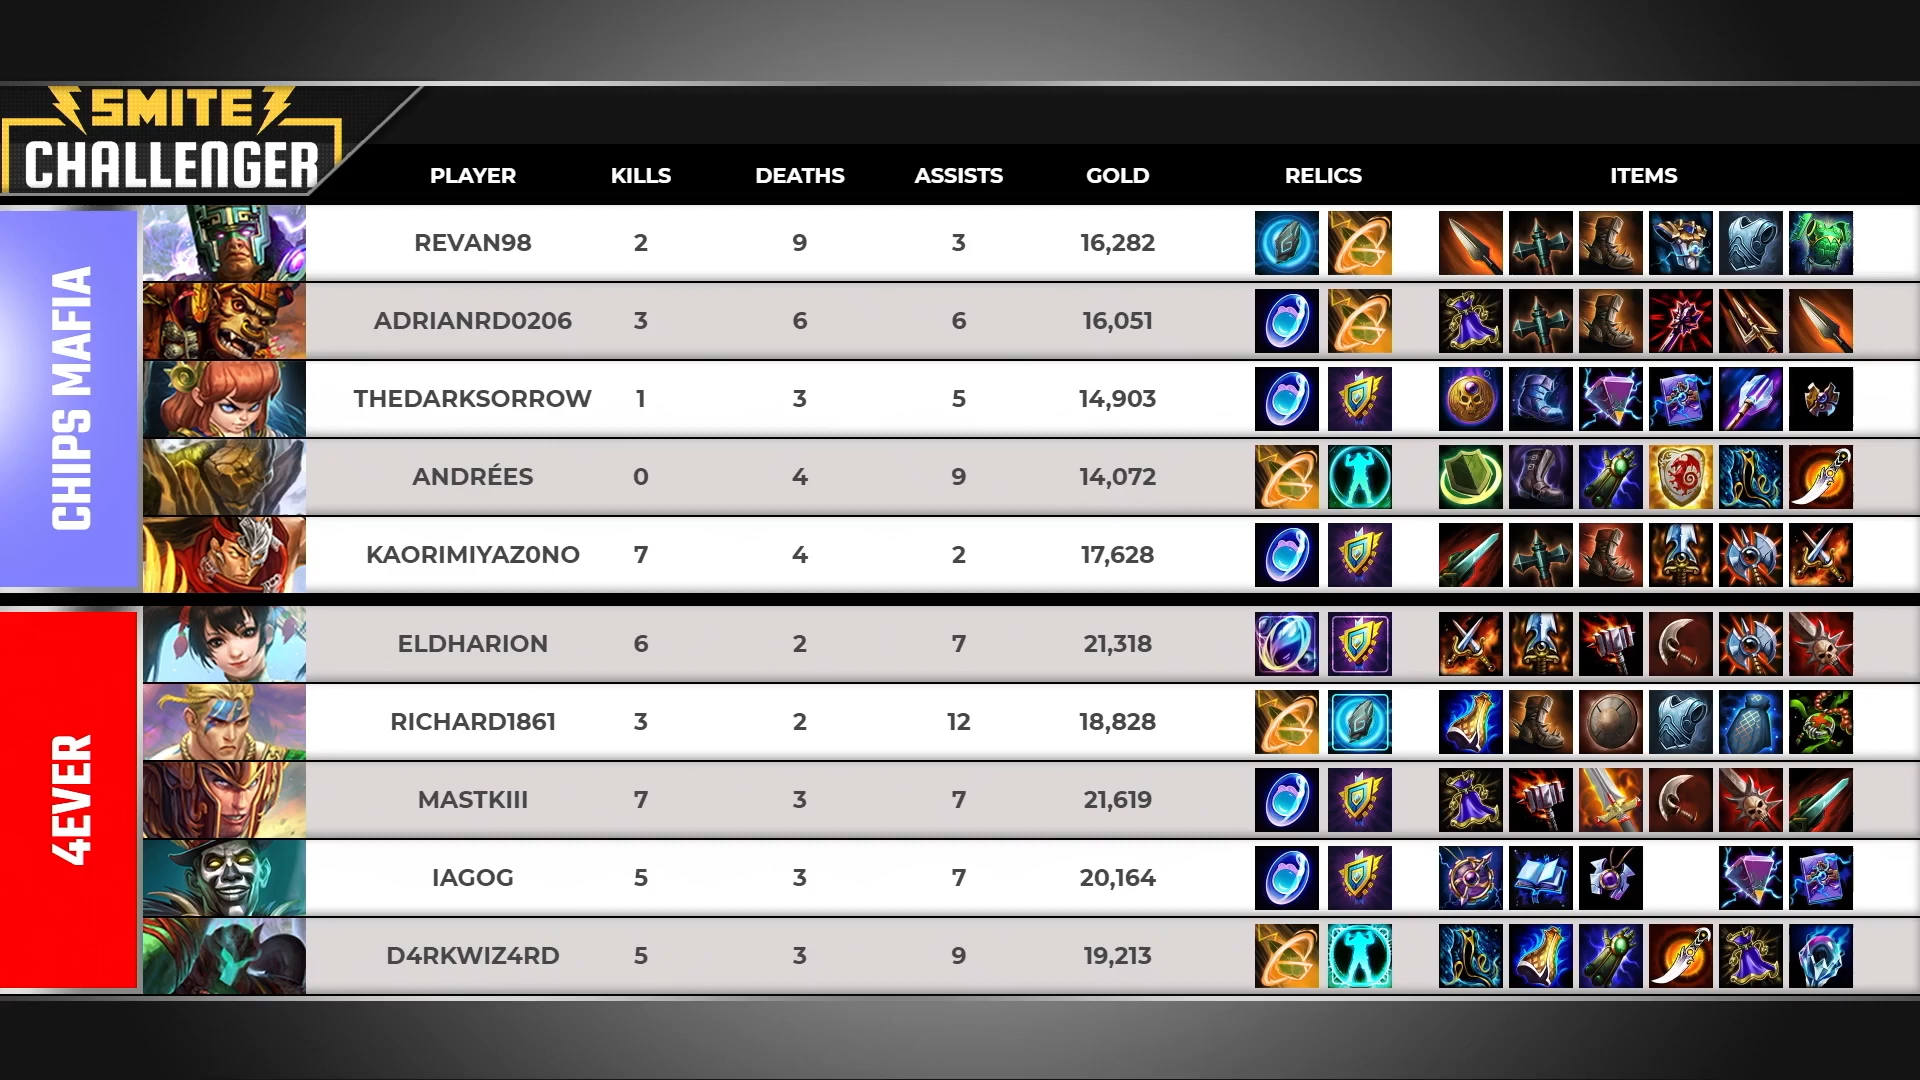 SMITE
CHALLENGER
PLAYER KILLS DEATHS ASSISTS GOLD RELICS ITEMS
CHIPS MAFIA
REVAN98 2 9 3 16,282
ADRIANRD0206 3 6 6 16,051
THEDARKSORROW 1 3 5 14,903
ANDRÉES 0 4 9 14,072
KAORIMIYAZ0NO 7 4 2 17,628
4EVER
ELDHARION 6 2 7 21,318
RICHARD1861 3 2 12 18,828
MASTKIII 7 3 7 21,619
IAGOG 5 3 7 20,164
D4RKWIZ4RD 5 3 9 19,213